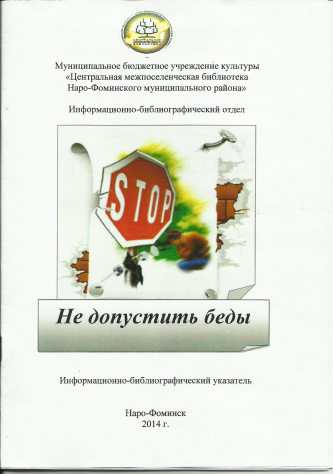 Муниципальное бюджетное учреждение культуры
«Центральная межпоселенческая библиотека
Наро-Фоминского муниципального района»
Информационно-библиографический отдел
STOP
Не допустить беды
Информационно-библиографический указатель
Наро-Фоминск
2014 г.